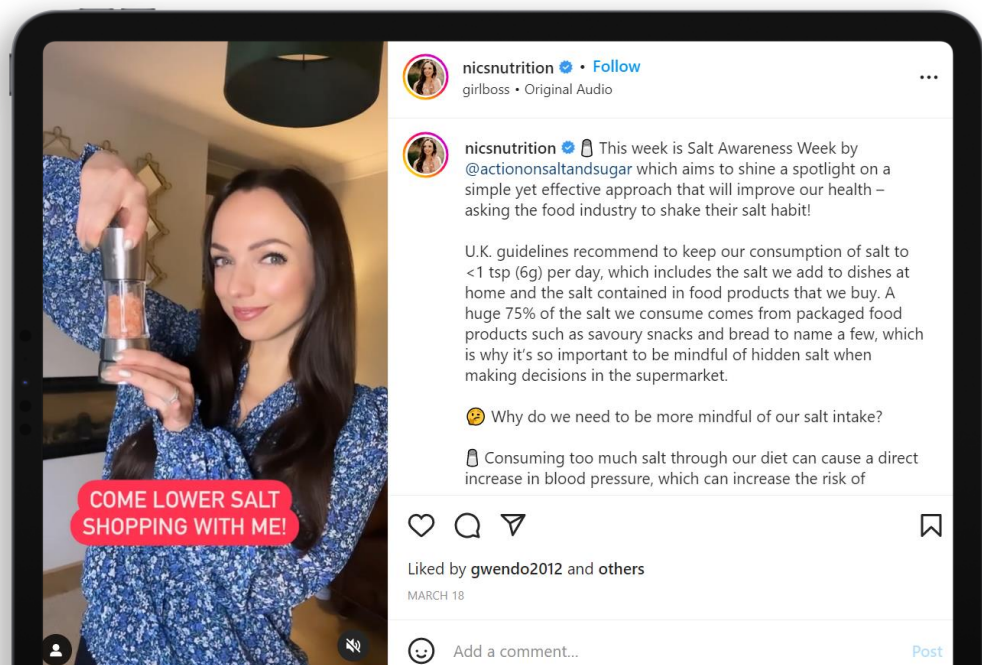 COME LOWER SALT
SHOPPING WITH ME!
nicsnutrition • Follow
girlboss • Original Audio
nicsnutrition This week is Salt Awareness Week by
@actiononsaltandsugar which aims to shine a spotlight on a
simple yet effective approach that will improve our health –
asking the food industry to shake their salt habit!
U.K. guidelines recommend to keep our consumption of salt to
<1 tsp (6g) per day, which includes the salt we add to dishes at
home and the salt contained in food products that we buy. A
huge 75% of the salt we consume comes from packaged food
products such as savoury snacks and bread to name a few, which
is why it's so important to be mindful of hidden salt when
making decisions in the supermarket.
🤔 Why do we need to be more mindful of our salt intake?
🧂 Consuming too much salt through our diet can cause a direct
increase in blood pressure, which can increase the risk of
Liked by gwendo2012 and others
MARCH 18
Add a comment...
Post